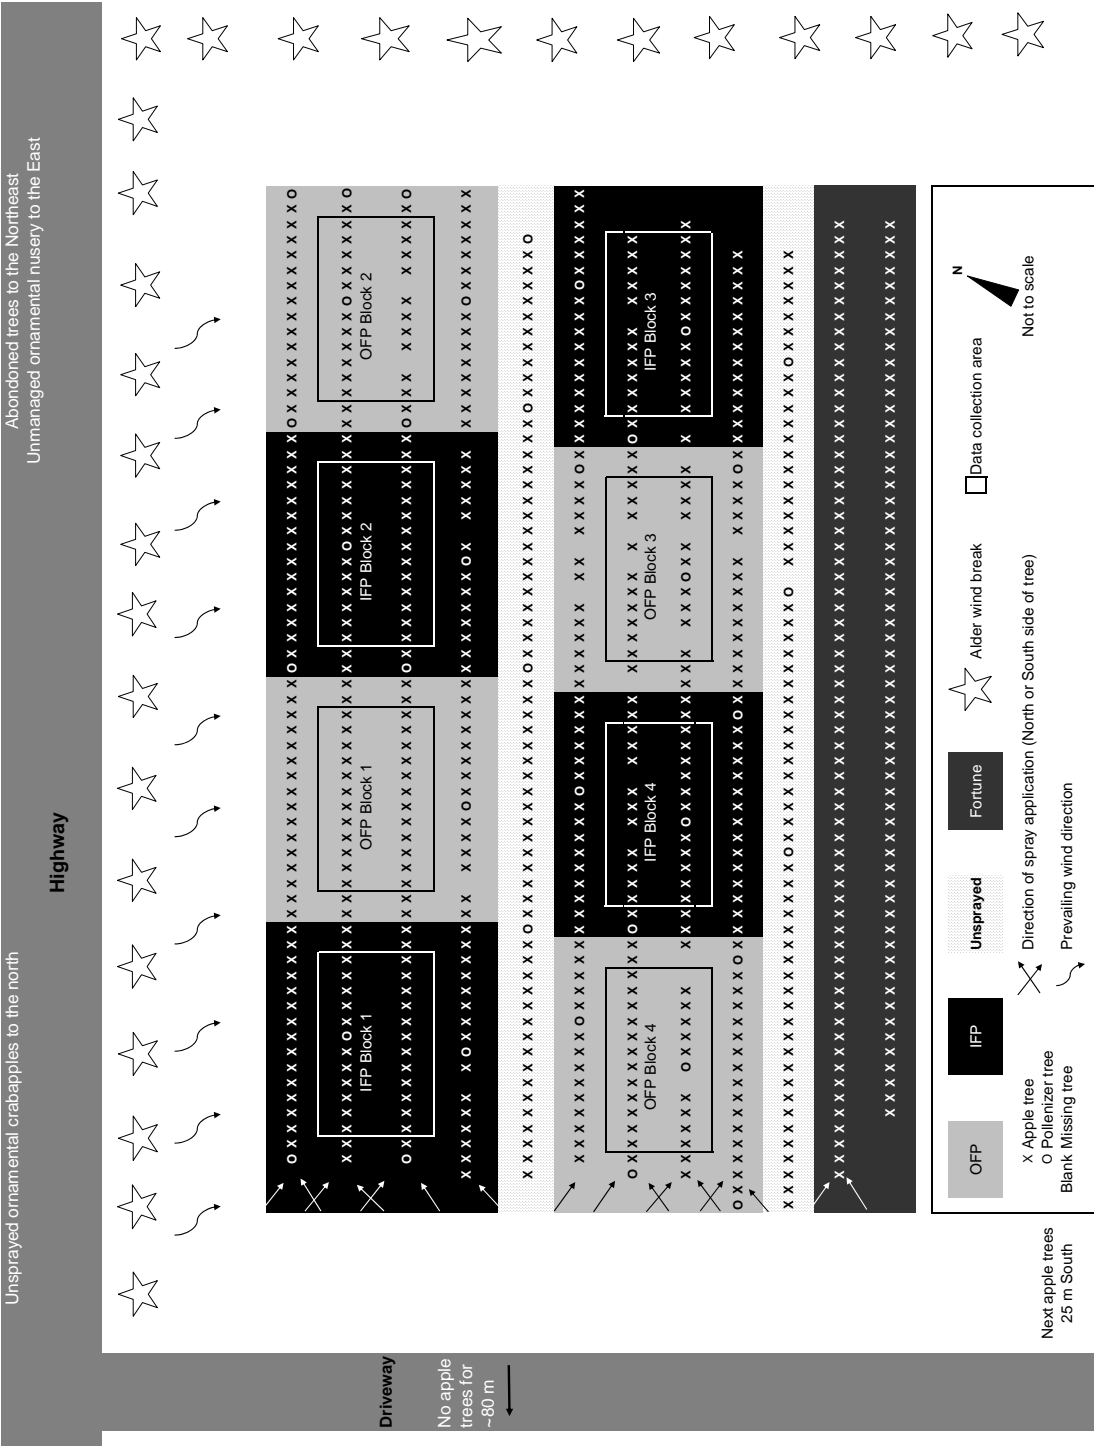 Unsprayed ornamental crabapples to the north
Abondoned trees to the Northeast
Unmanaged ornamental nusery to the East
Highway
Driveway
No apple
trees for
~80 m
IFP Block 1
OFP Block 1
IFP Block 2
OFP Block 2
OFP Block 4
IFP Block 4
OFP Block 3
IFP Block 3
OFP
IFP
Unsprayed
Fortune
Alder wind break
Data collection area
N
Not to scale
X Apple tree
O Pollenizer tree
Blank Missing tree
Direction of spray application (North or South side of tree)
Prevailing wind direction
Next apple trees
25 m South